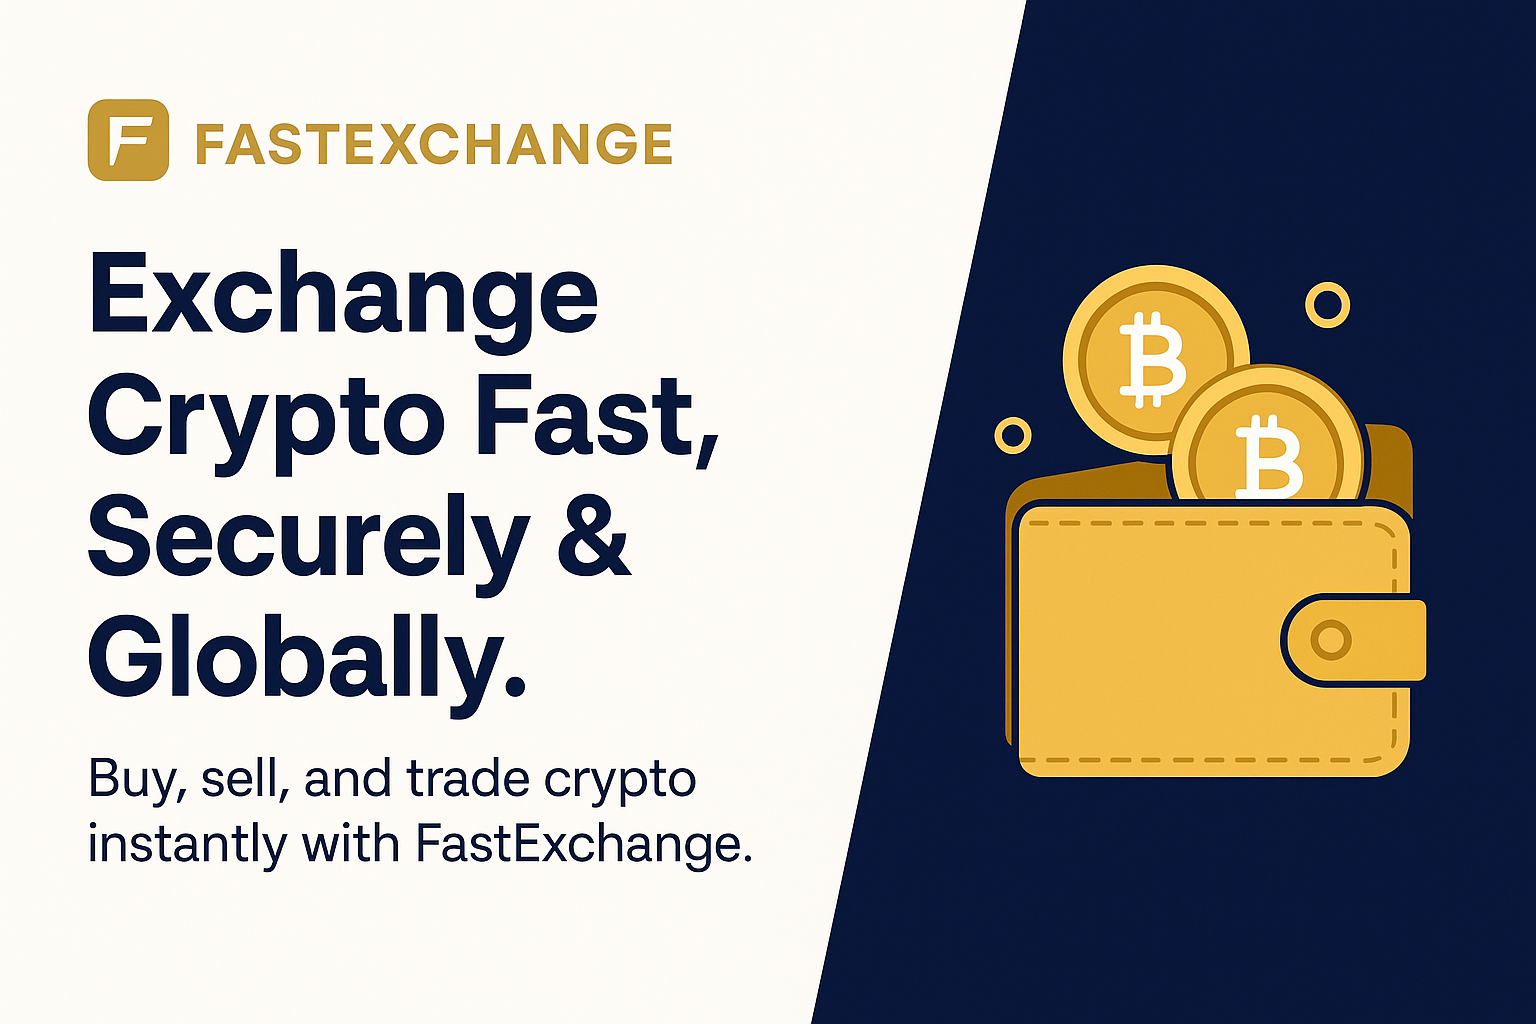 F FASTEXCHANGE
Exchange
Crypto Fast,
Securely &
Globally.
Buy, sell, and trade crypto
instantly with FastExchange.